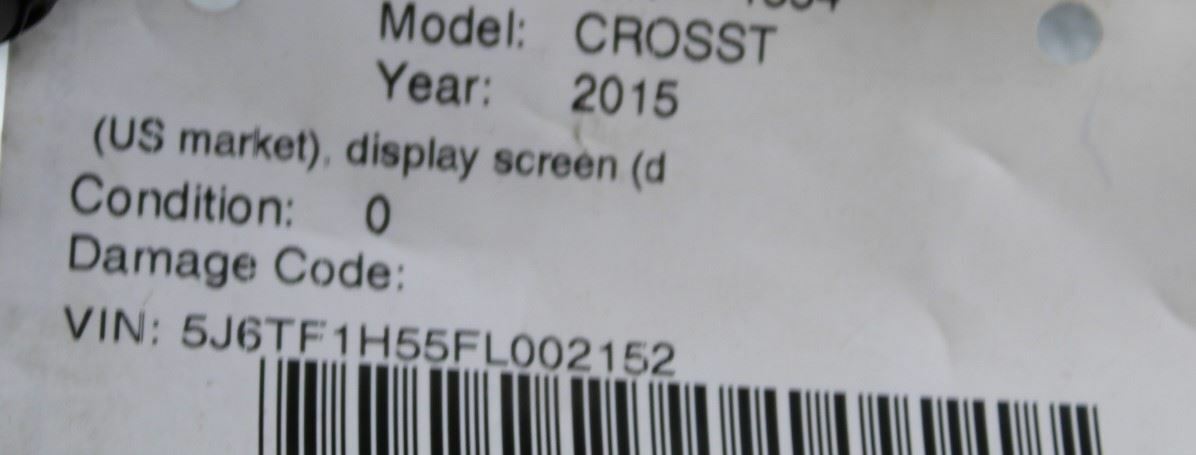 Model: CROSST
Year: 2015
(US market), display screen (d
Condition: 0
Damage Code:
VIN: 5J6TF1H55FL002152